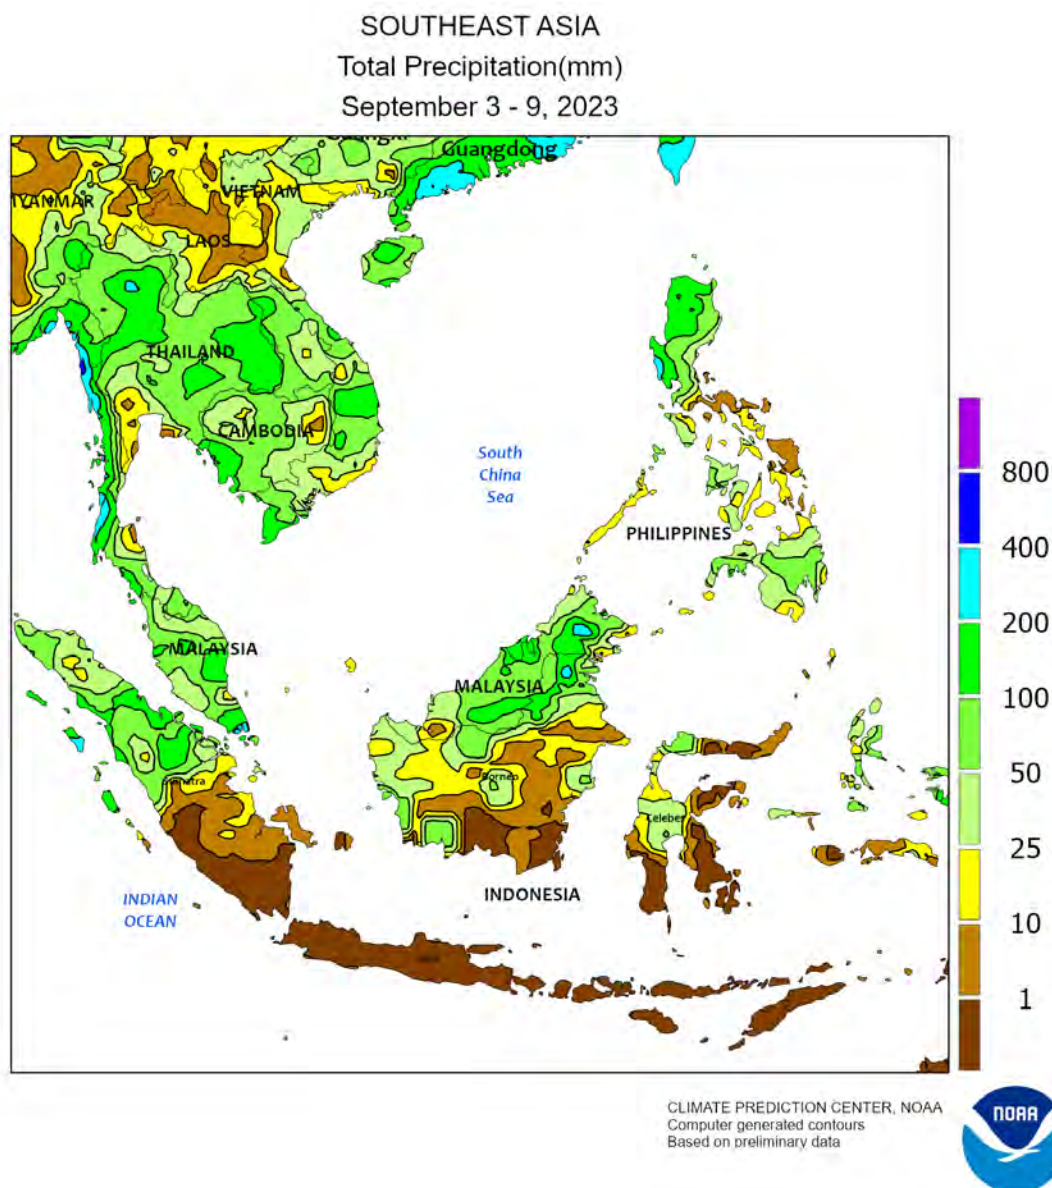 SOUTHEAST ASIA
Total Precipitation(mm)
September 3 - 9, 2023
Guangdong
VIETNAM
LAOS
THAILAND
CAMBODIA
South
China
Sea
PHILIPPINES
MALAYSIA
MALAYSIA
Borneo
INDONESIA
INDIAN
OCEAN
800
400
200
100
50
25
10
1
CLIMATE PREDICTION CENTER, NOAA
Computer generated contours
Based on preliminary data
NOAA